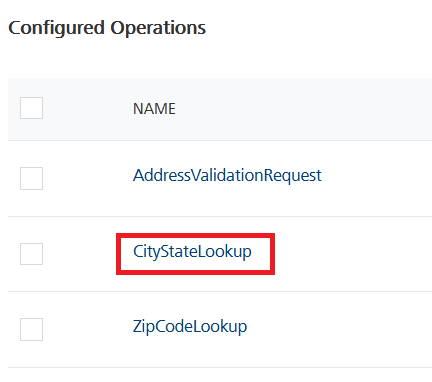 Configured Operations
NAME
AddressValidationRequest
CityStateLookup
ZipCodeLookup